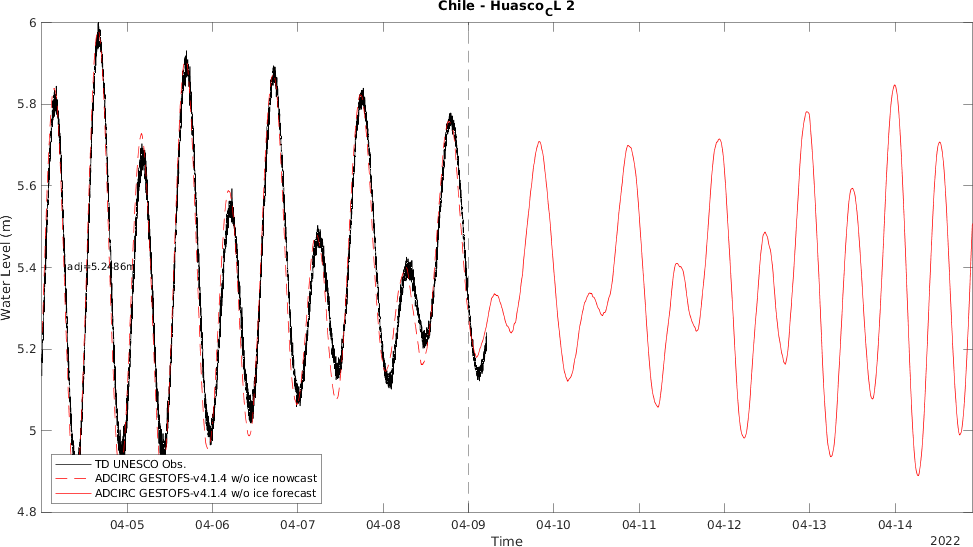 Chile - Huasco_CL 2
6
5.8
5.6
5.4
5.2
5
4.8
Water Level (m)
adj=5.2486m
TD UNESCO Obs.
ADCIRC GESTOFS-v4.1.4 w/o ice nowcast
ADCIRC GESTOFS-v4.1.4 w/o ice forecast
04-05 04-06 04-07 04-08 04-09 04-10 04-11 04-12 04-13 04-14
Time
2022